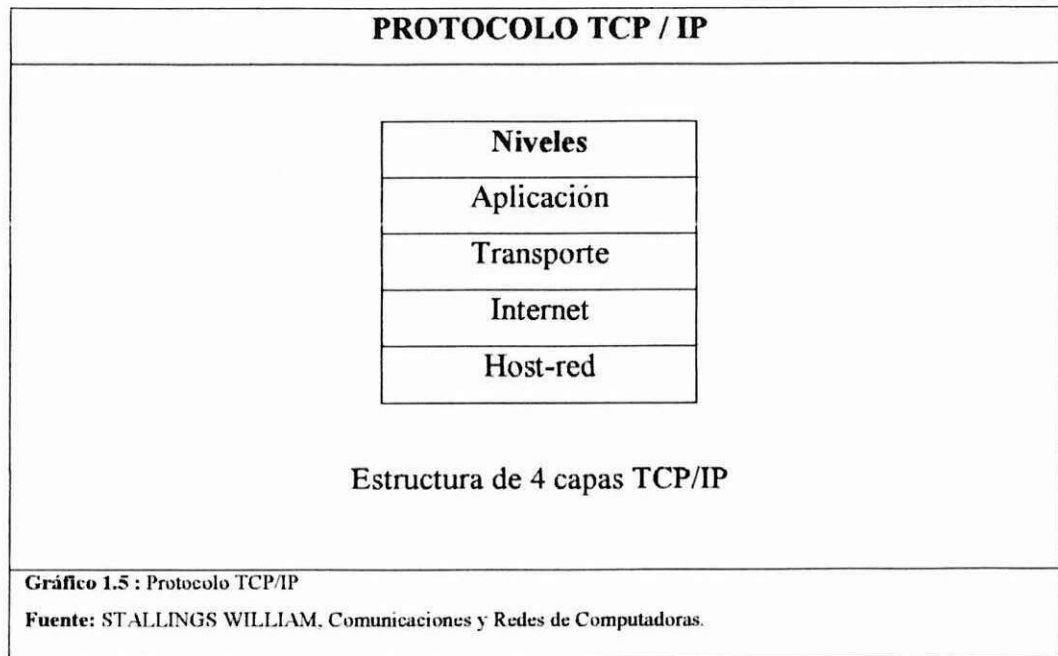 PROTOCOLO TCP / IP
Niveles
Aplicación
Transporte
Internet
Host-red
Estructura de 4 capas TCP/IP
Gráfico 1.5 : Protocolo TCP/IP
Fuente: STALLINGS WILLIAM, Comunicaciones y Redes de Computadoras.